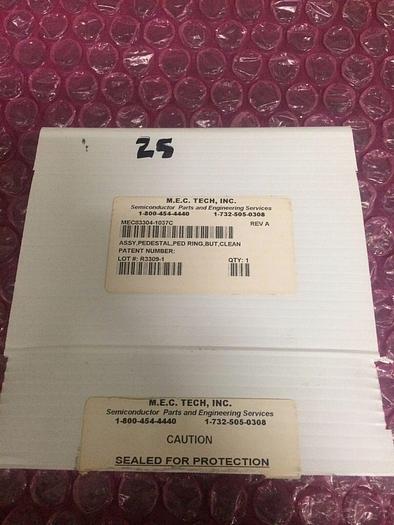 25
M.E.C. TECH, INC.
Semiconductor Parts and Engineering Services
1-800-454-4440 1-732-505-0308
MEC83304-1037C REV A
ASSY,PEDESTAL,PED RING,BUT,CLEAN
PATENT NUMBER:
LOT #: R3309-1 QTY: 1
M.E.C. TECH, INC.
Semiconductor Parts and Engineering Services
1-800-454-4440 1-732-505-0308
CAUTION
SEALED FOR PROTECTION